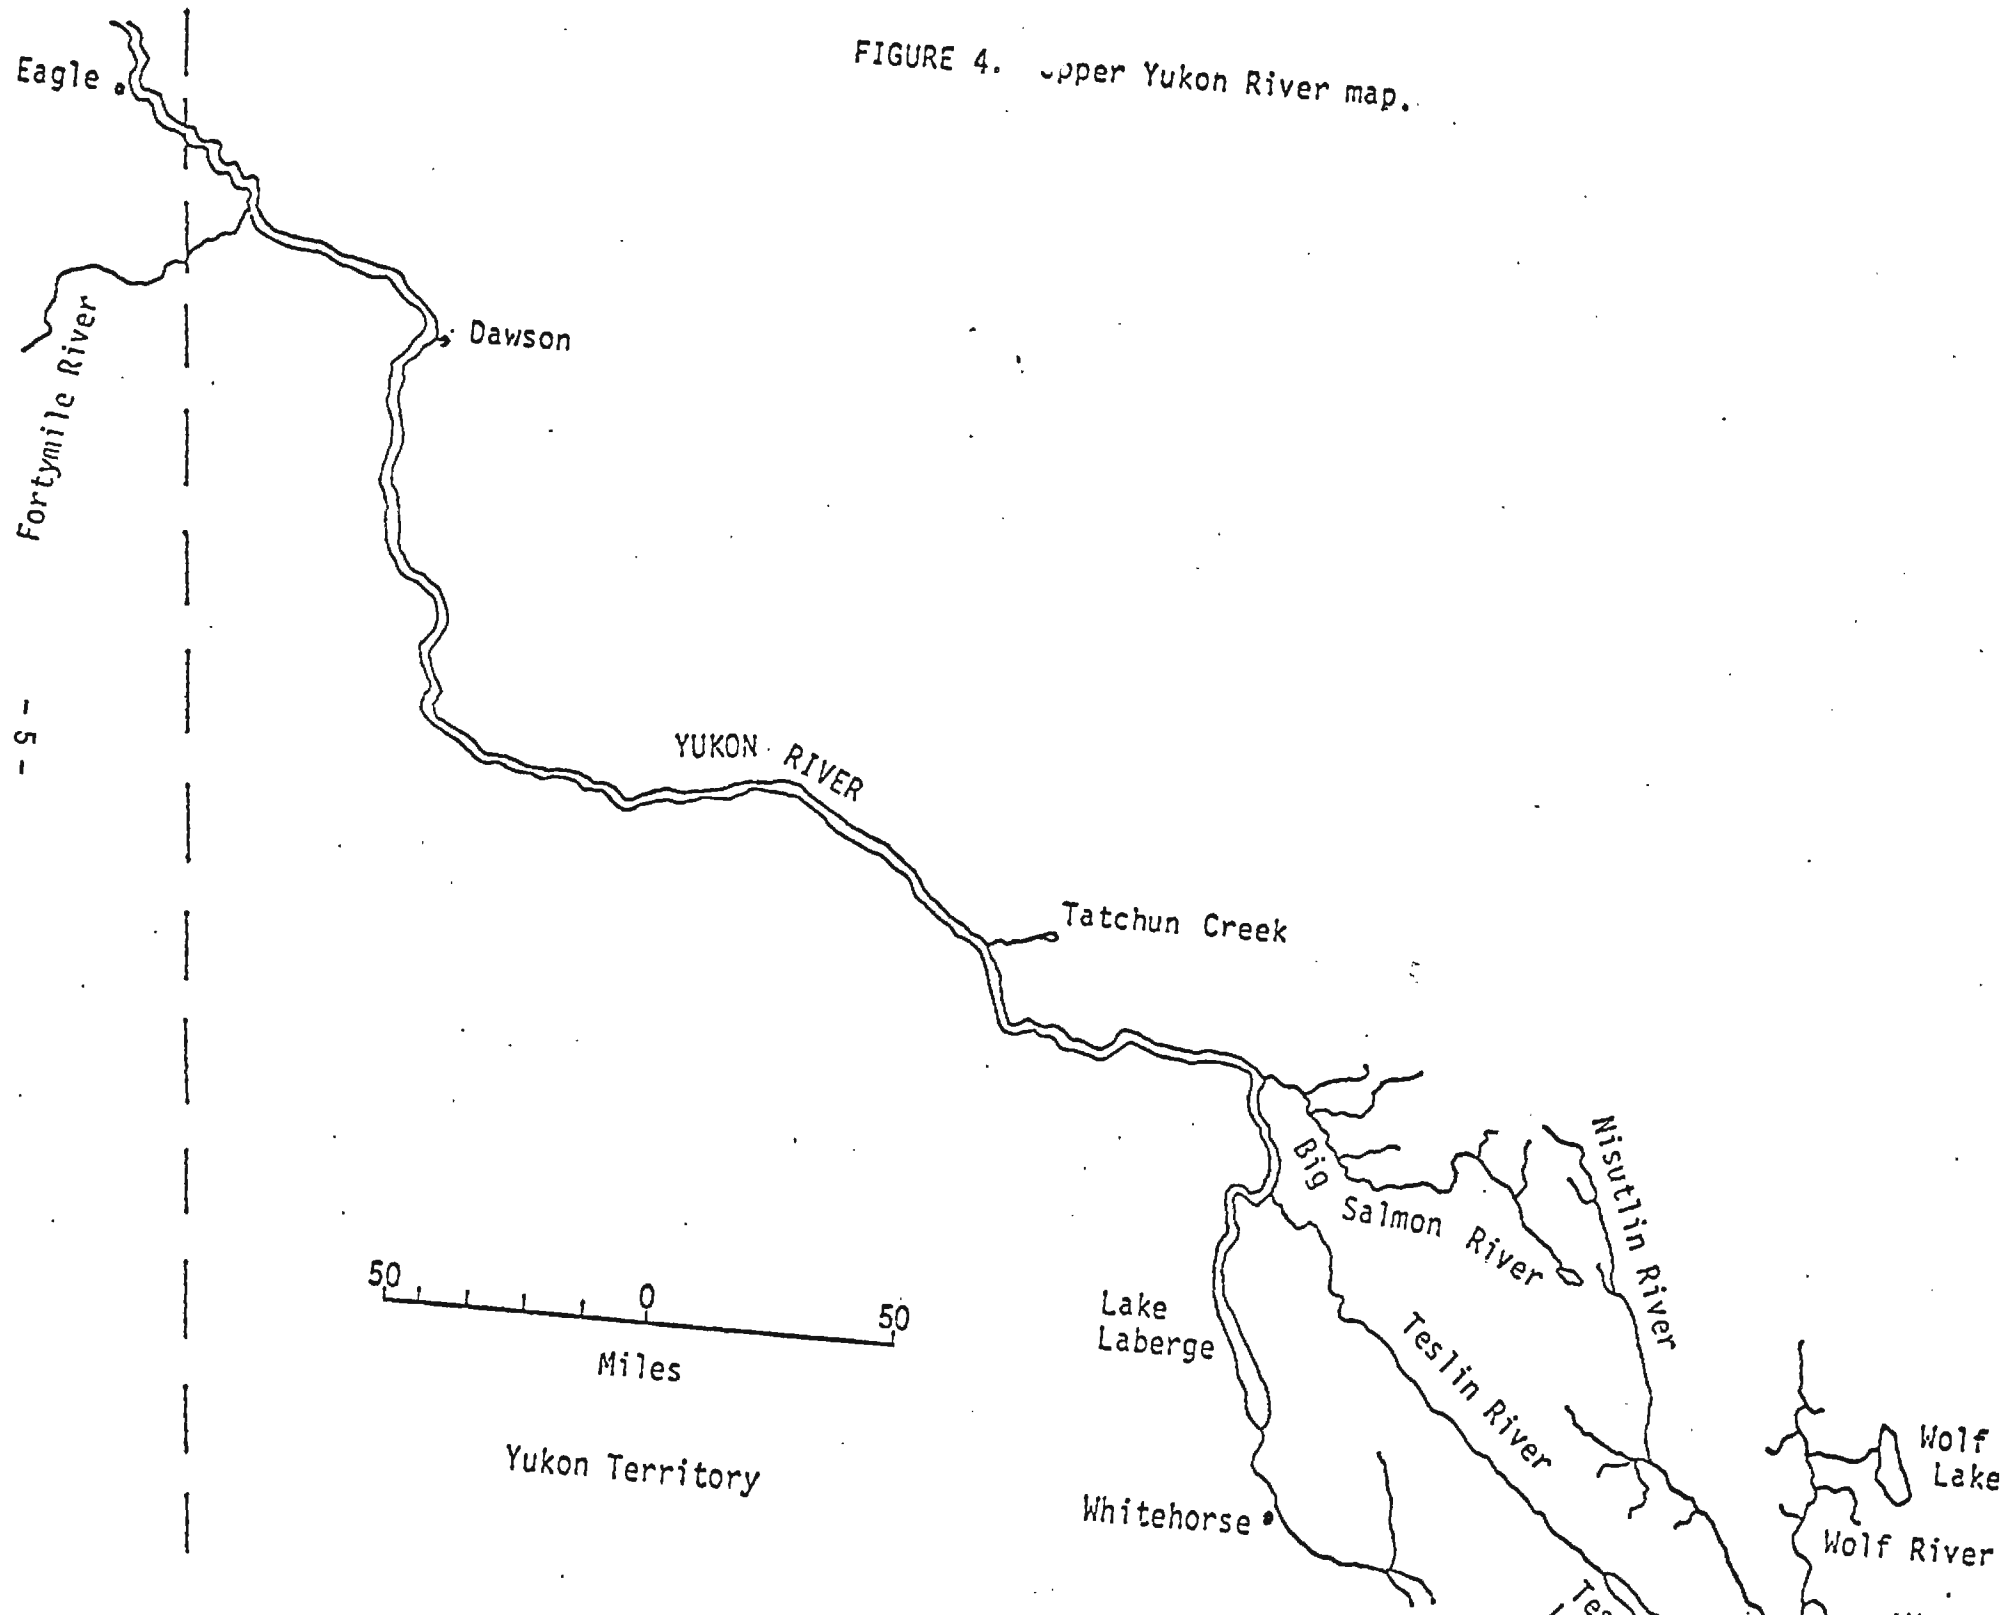 FIGURE 4. Upper Yukon River map.
Eagle
Fortymile River
Dawson
- 5 -
YUKON RIVER
Tatchun Creek
Big Salmon River
Nisutlin River
50 0 50
Miles
Lake
Laberge
Teslin River
Yukon Territory
Whitehorse
Wolf
Lake
Wolf River